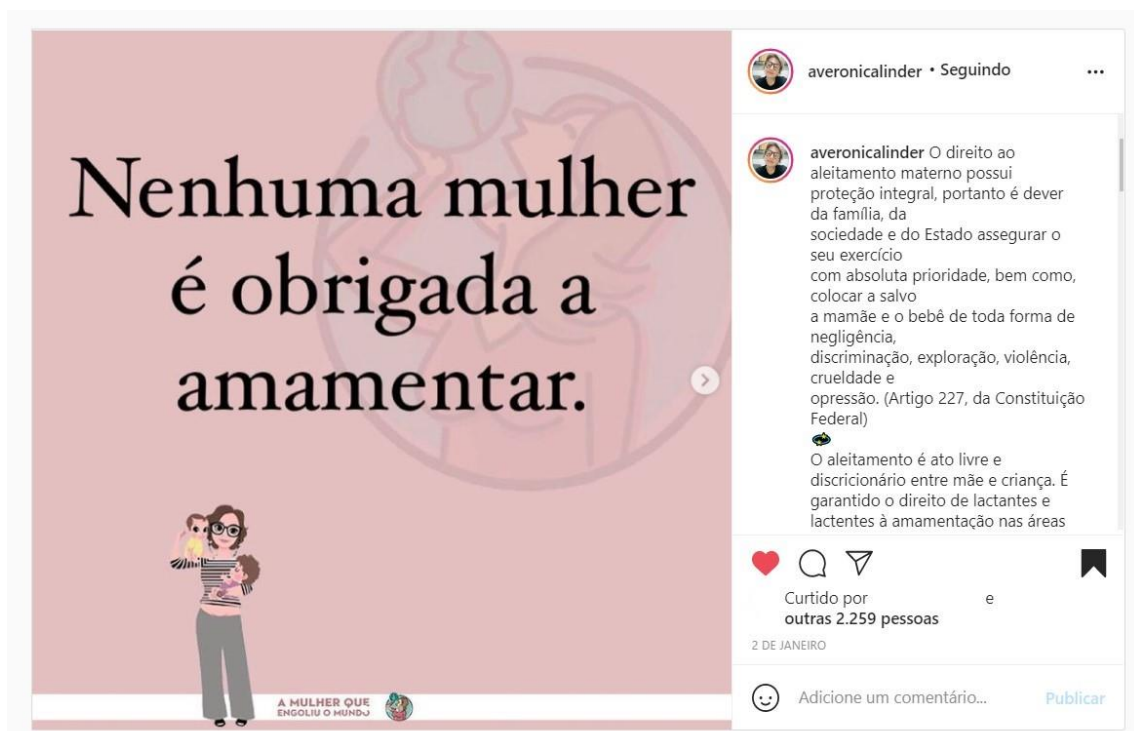 Nenhuma mulher
é obrigada a
amamentar.
A MULHER QUE
ENGOLIU O MUNDO
averonicalinder • Seguindo
averonicalinder O direito ao
aleitamento materno possui
proteção integral, portanto é dever
da família, da
sociedade e do Estado assegurar o
seu exercício
com absoluta prioridade, bem como,
colocar a salvo
a mamãe e o bebê de toda forma de
negligência,
discriminação, exploração, violência,
crueldade e
opressão. (Artigo 227, da Constituição
Federal)
O aleitamento é ato livre e
discricionário entre mãe e criança. É
garantido o direito de lactantes e
lactentes à amamentação nas áreas
Curtido por e
outras 2.259 pessoas
2 DE JANEIRO
Adicione um comentário... Publicar